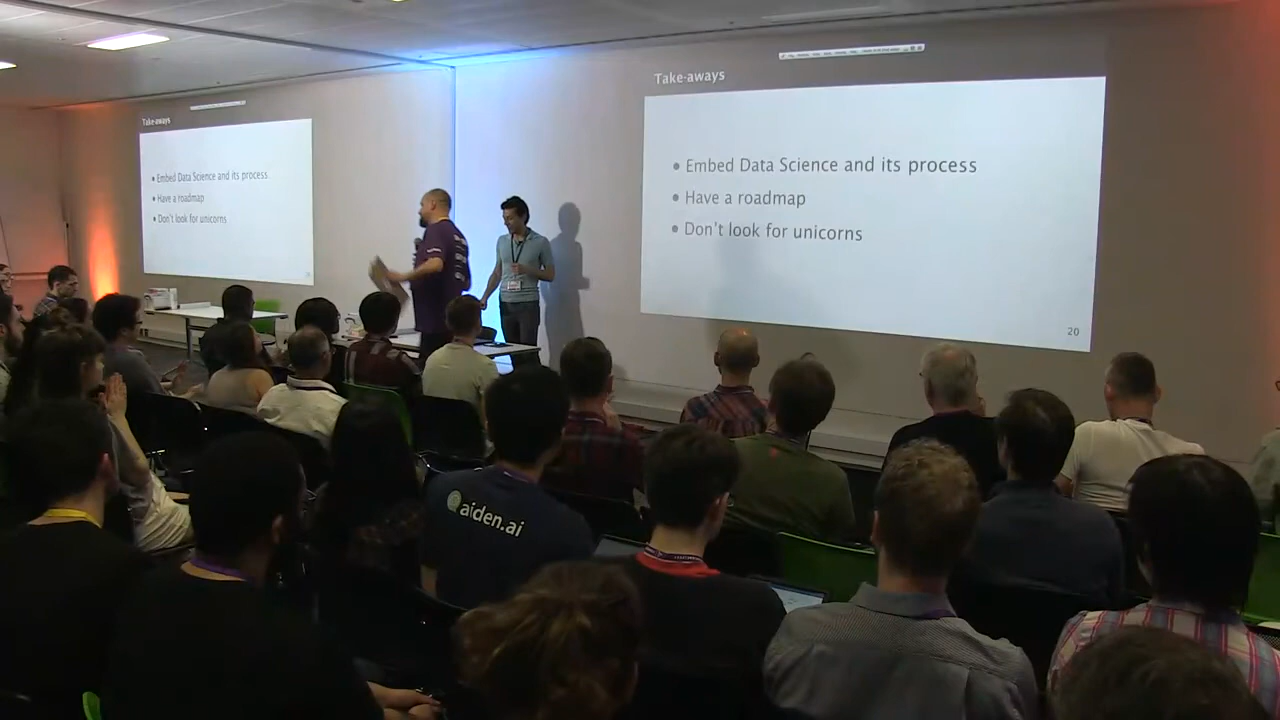 Take-aways
Embed Data Science and its process
Have a roadmap
Don't look for unicorns
Take-aways
Embed Data Science and its process
Have a roadmap
Don't look for unicorns
20
aiden.ai